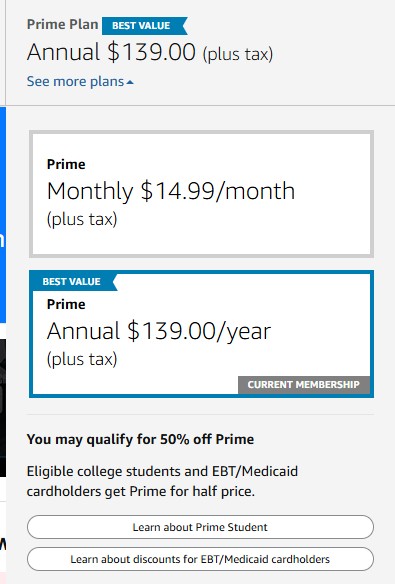 Prime Plan BEST VALUE
Annual $139.00 (plus tax)
See more plans
Prime
Monthly $14.99/month
(plus tax)
BEST VALUE
Prime
Annual $139.00/year
(plus tax)
CURRENT MEMBERSHIP
You may qualify for 50% off Prime
Eligible college students and EBT/Medicaid
cardholders get Prime for half price.
Learn about Prime Student
Learn about discounts for EBT/Medicaid cardholders